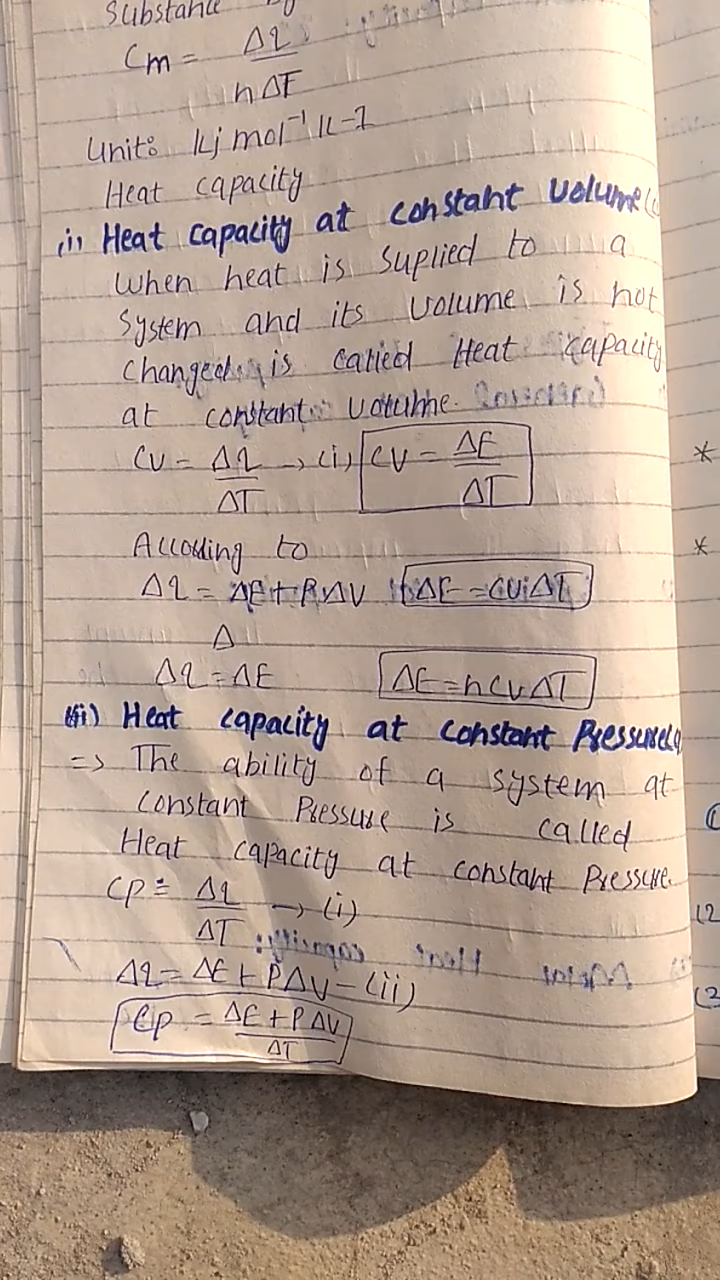 Substance
Cm = Δq
nΔT
Unit: kj mol⁻¹ K-1
Heat capacity
(i) Heat capacity at constant volume
when heat is suplied to a
system and its volume is not
changed is called Heat capacity
at constant volume.
Cv = Δq/ΔT → (i) Cv = ΔE/ΔT
According to
Δq = ΔE + PΔV ΔE = CvΔT
Δ
Δq = ΔE ΔE = nCvΔT
(ii) Heat capacity at constant Pressure
=> The ability of a system at
constant Pressure is called
Heat capacity at constant Pressure.
Cp = Δq/ΔT → (i)
Δq = ΔE + PΔV - (ii)
Cp = ΔE + PΔV/ΔT